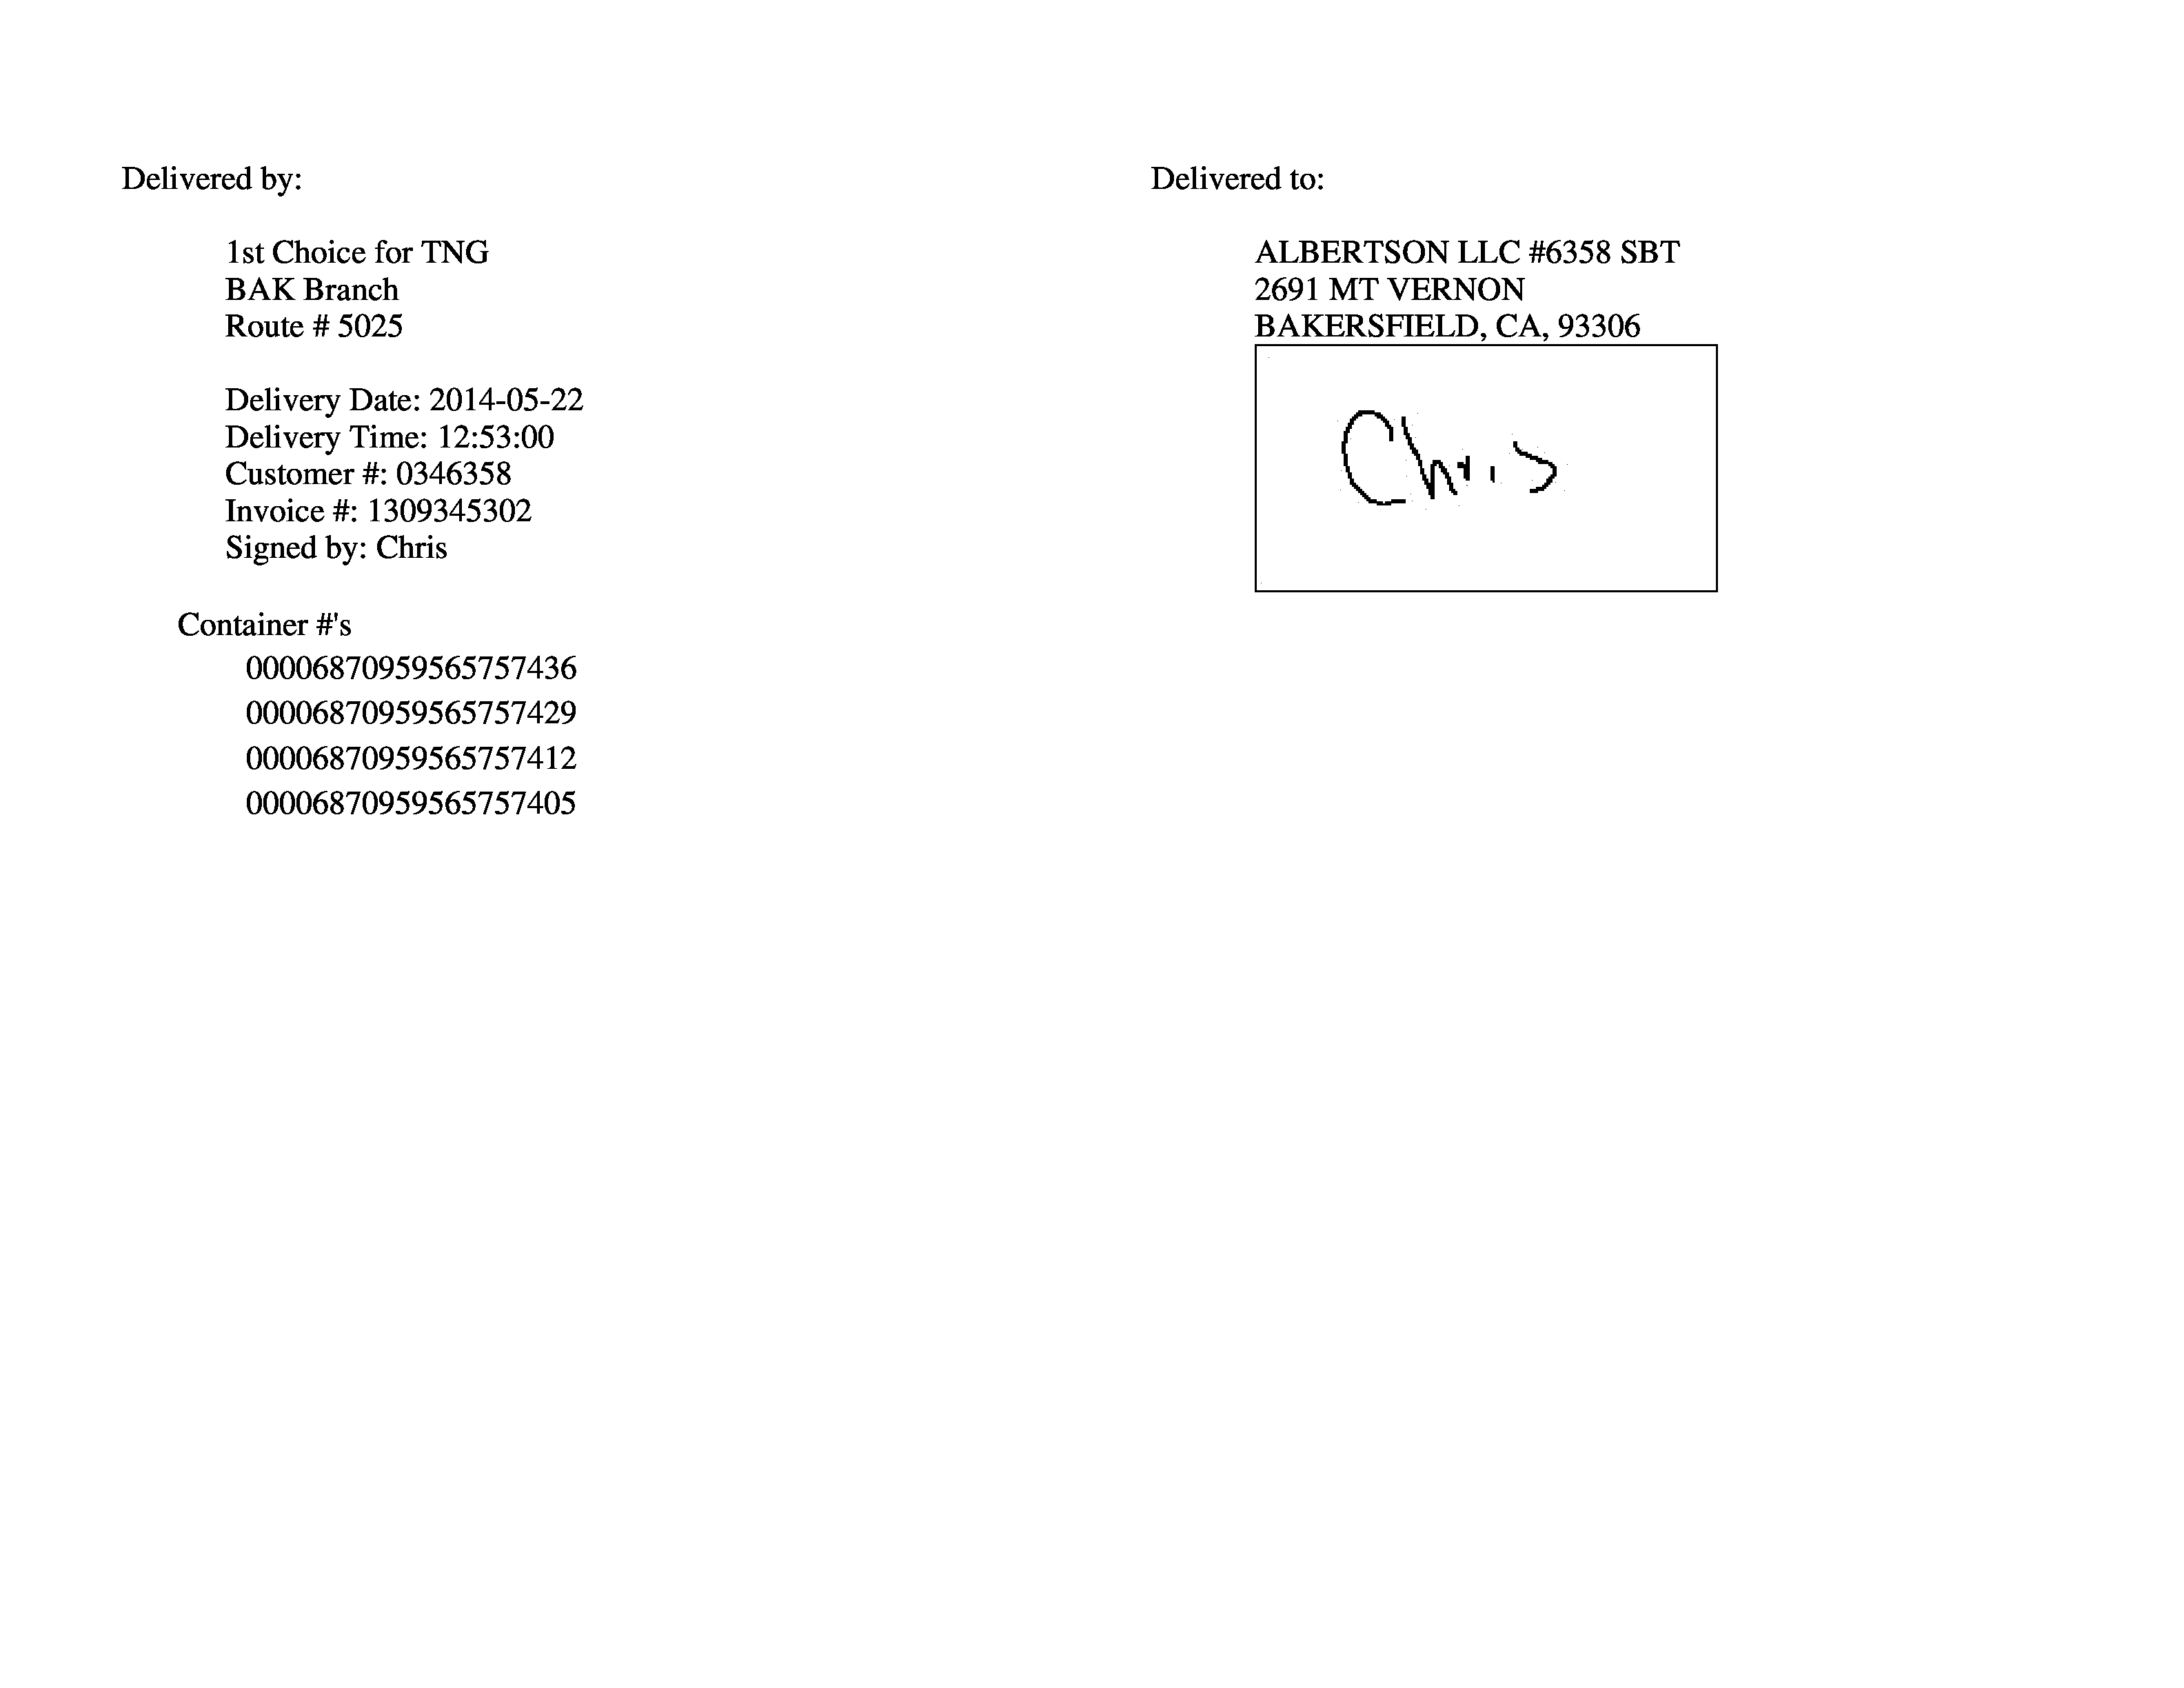 Delivered by:
1st Choice for TNG
BAK Branch
Route # 5025
Delivery Date: 2014-05-22
Delivery Time: 12:53:00
Customer #: 0346358
Invoice #: 1309345302
Signed by: Chris
Container #'s
00006870959565757436
00006870959565757429
00006870959565757412
00006870959565757405
Delivered to:
ALBERTSON LLC #6358 SBT
2691 MT VERNON
BAKERSFIELD, CA, 93306
Chris